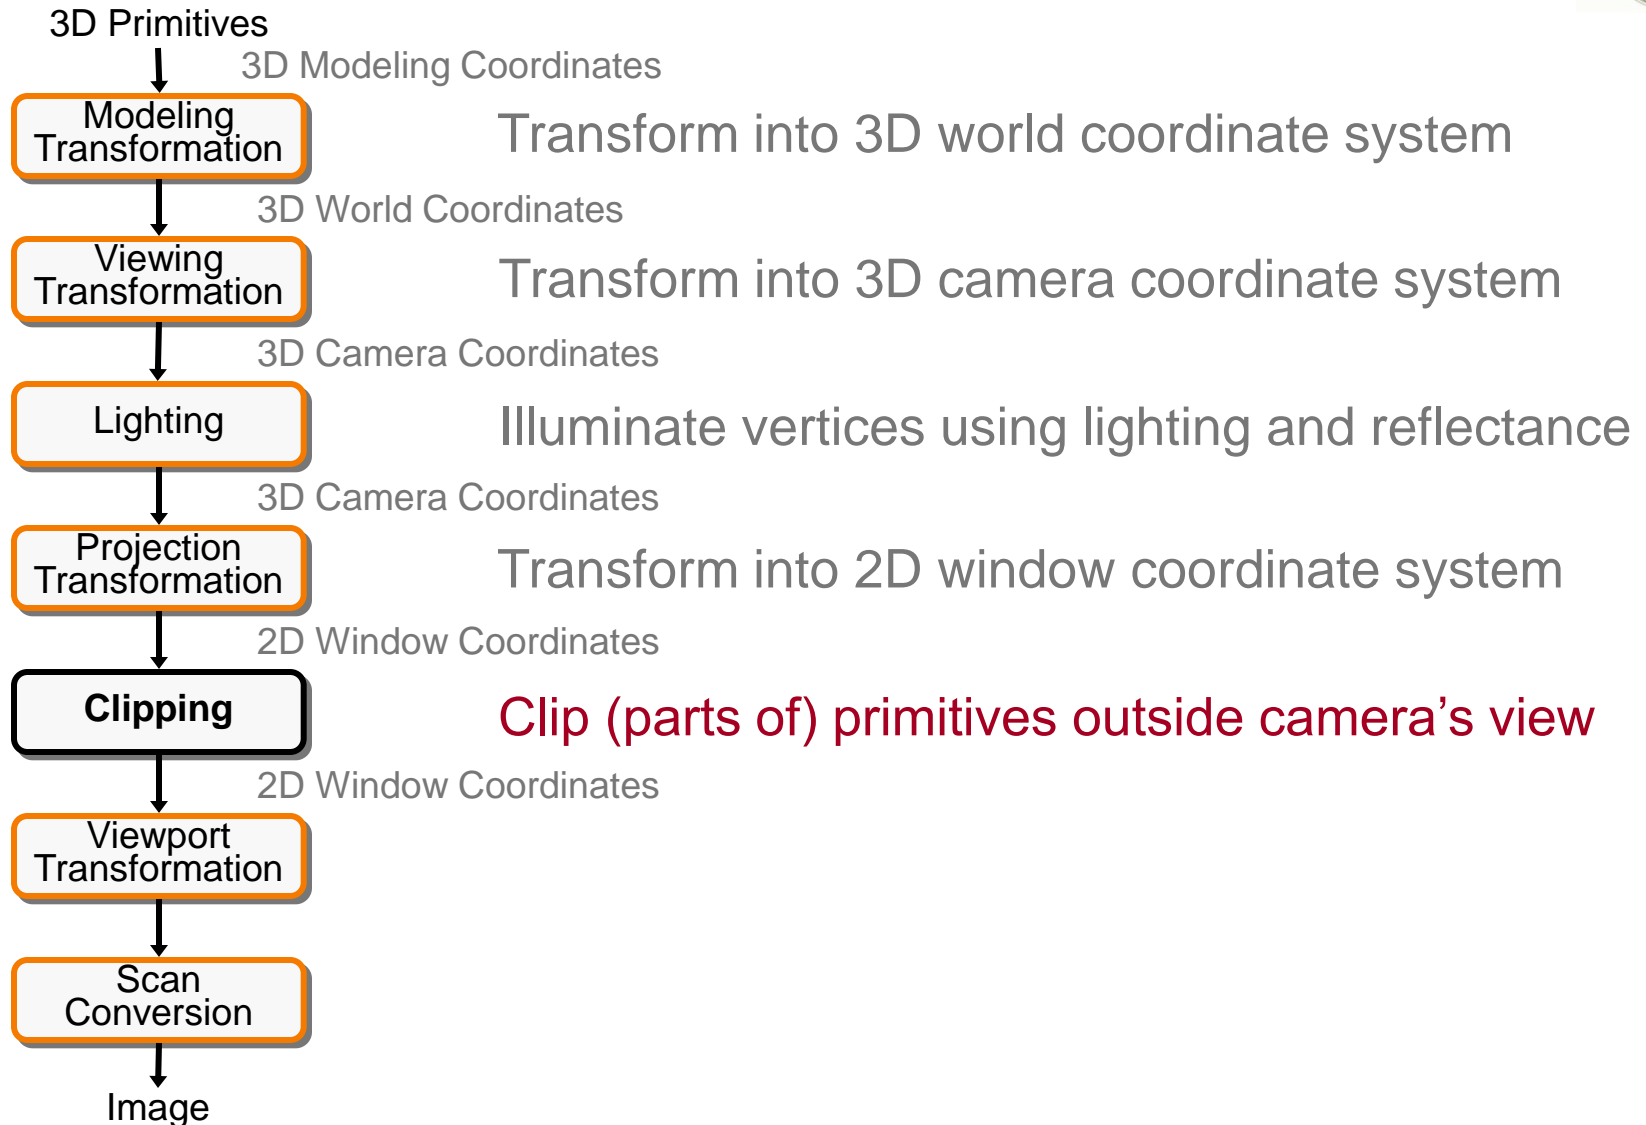 3D Primitives
3D Modeling Coordinates
Modeling
Transformation
Transform into 3D world coordinate system
3D World Coordinates
Viewing
Transformation
Transform into 3D camera coordinate system
3D Camera Coordinates
Lighting
Illuminate vertices using lighting and reflectance
3D Camera Coordinates
Projection
Transformation
Transform into 2D window coordinate system
2D Window Coordinates
Clipping
Clip (parts of) primitives outside camera’s view
2D Window Coordinates
Viewport
Transformation
Scan
Conversion
Image